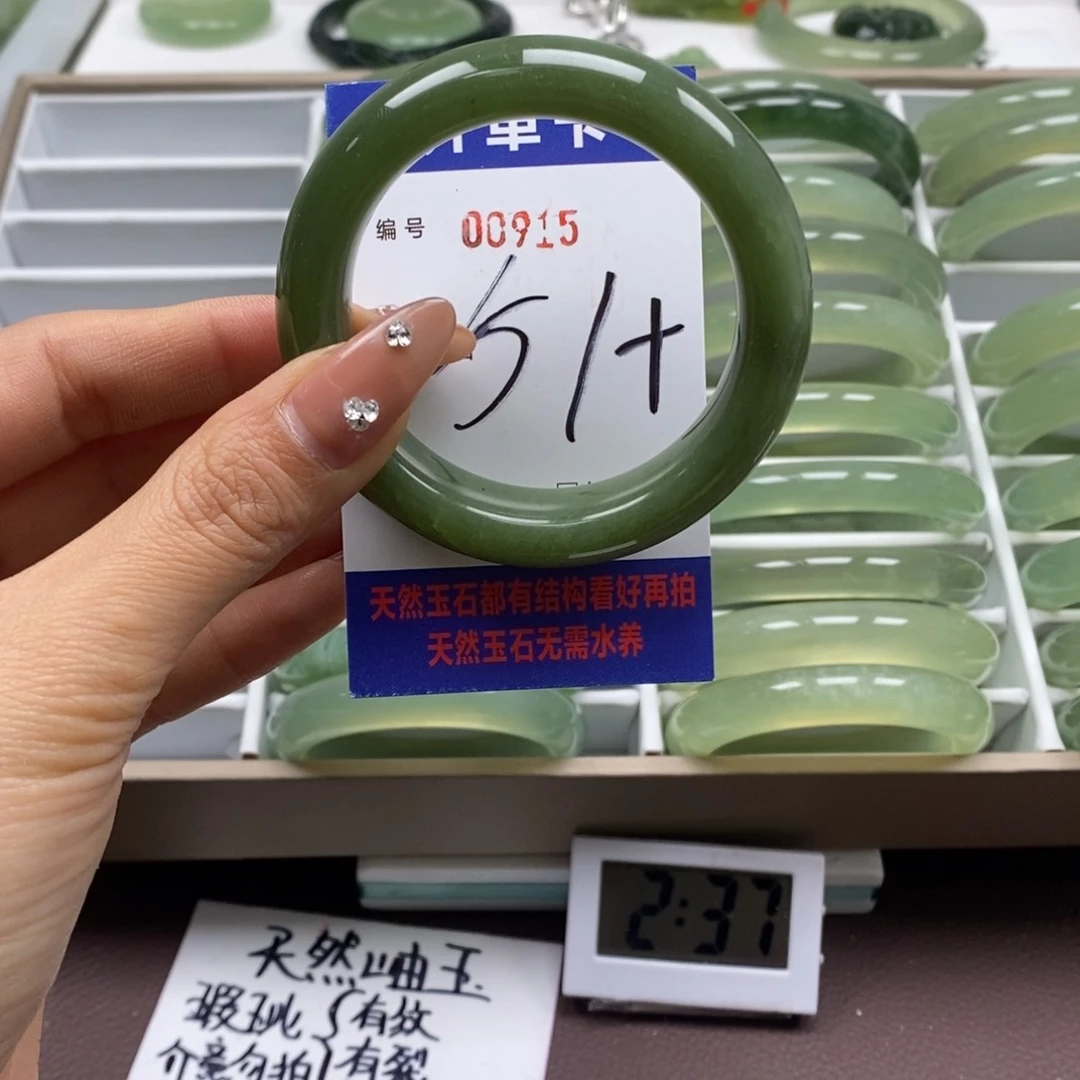 编号 00915
51+
天然玉石都有结构看好再拍
天然玉石无需水养
2:37
天然岫玉
瑕玼 { 有纹
介意勿拍 有裂